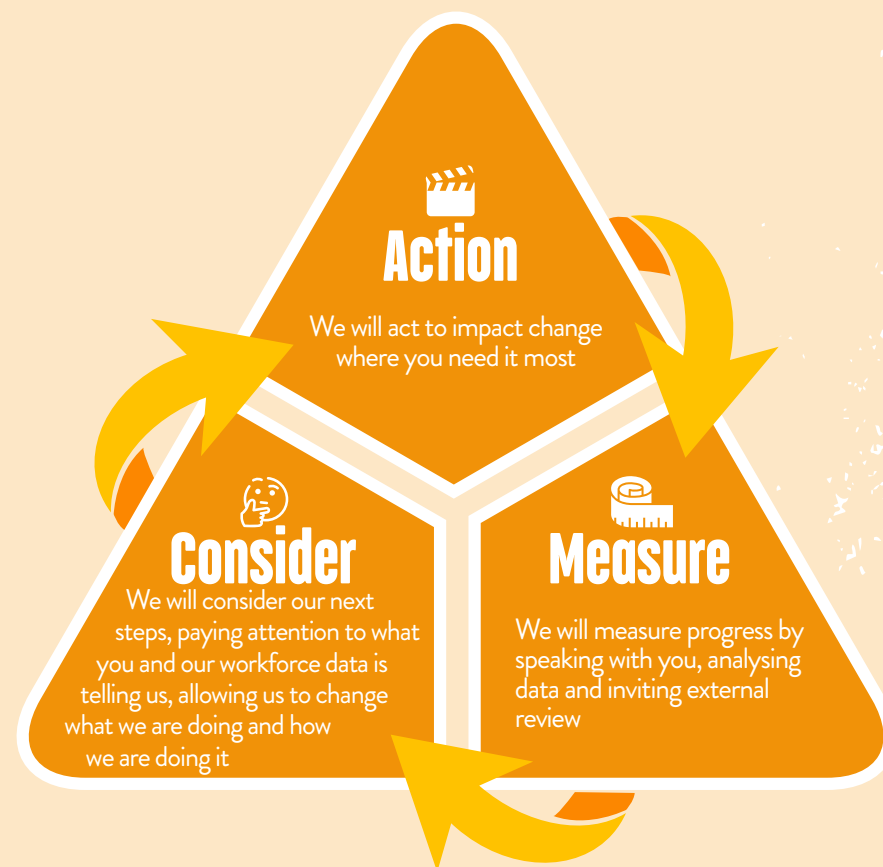 Action
We will act to impact change
where you need it most
Consider
We will consider our next
steps, paying attention to what
you and our workforce data is
telling us, allowing us to change
what we are doing and how
we are doing it
Measure
We will measure progress by
speaking with you, analysing
data and inviting external
review